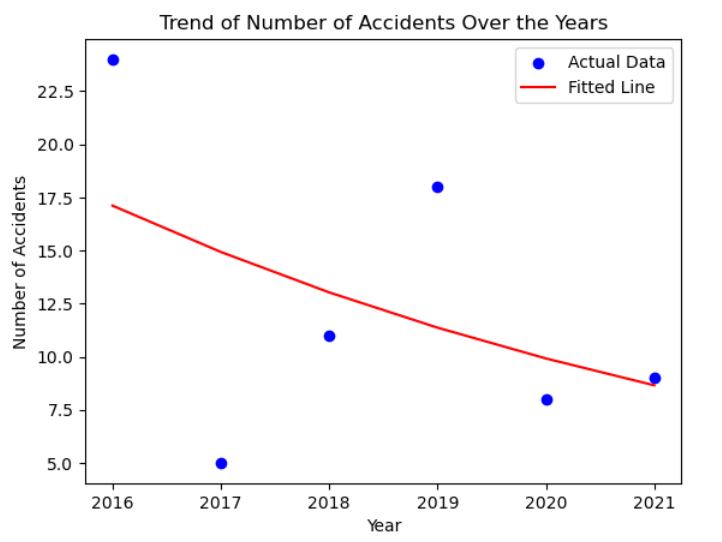 Trend of Number of Accidents Over the Years
Actual Data
Fitted Line
22.5
20.0
17.5
15.0
12.5
10.0
7.5
5.0
Number of Accidents
2016 2017 2018 2019 2020 2021
Year